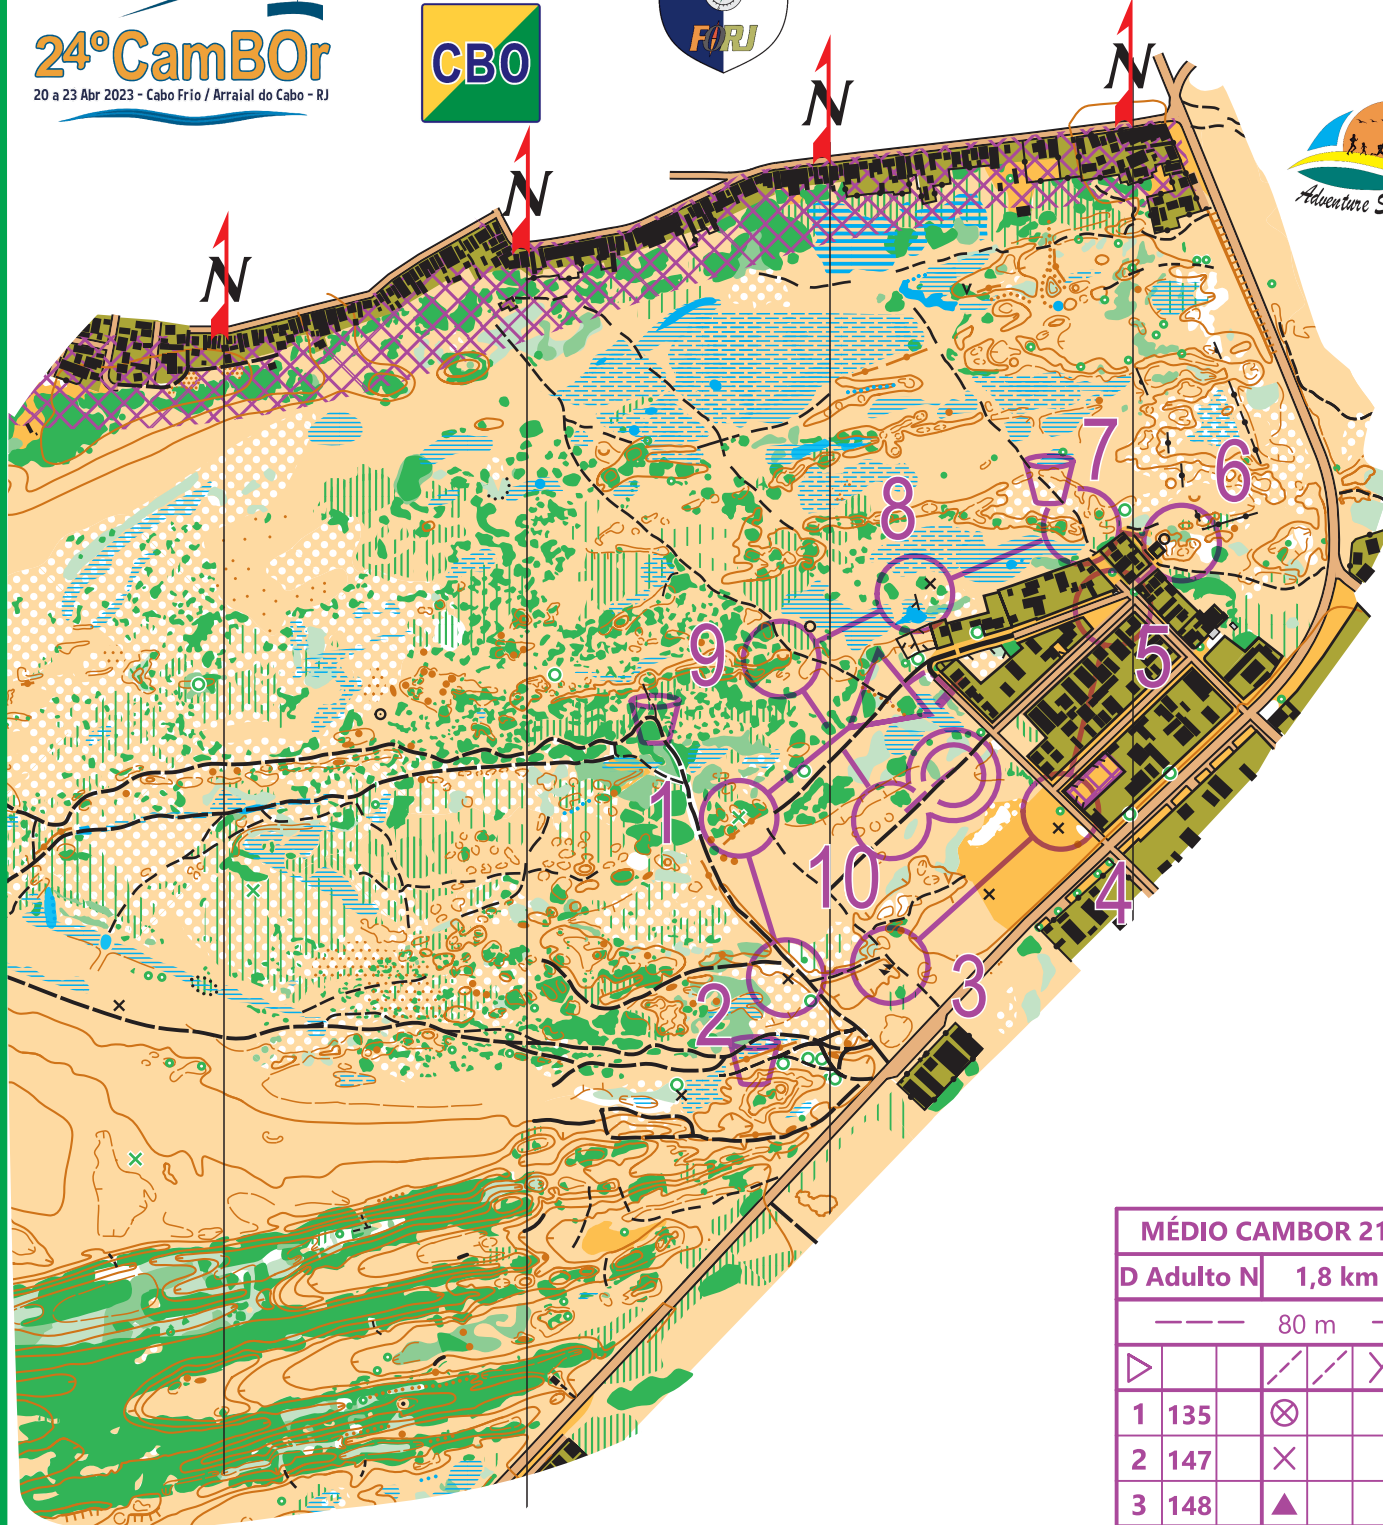 24ºCamBOr
20 a 23 Abr 2023 - Cabo Frio / Arraial do Cabo - RJ
CBO
FORJ
Adventure S
N
N
N
N
7
6
8
9
5
1
10
4
3
2
MÉDIO CAMBOR 21
D Adulto N 1,8 km
80 m
1 135
2 147
3 148